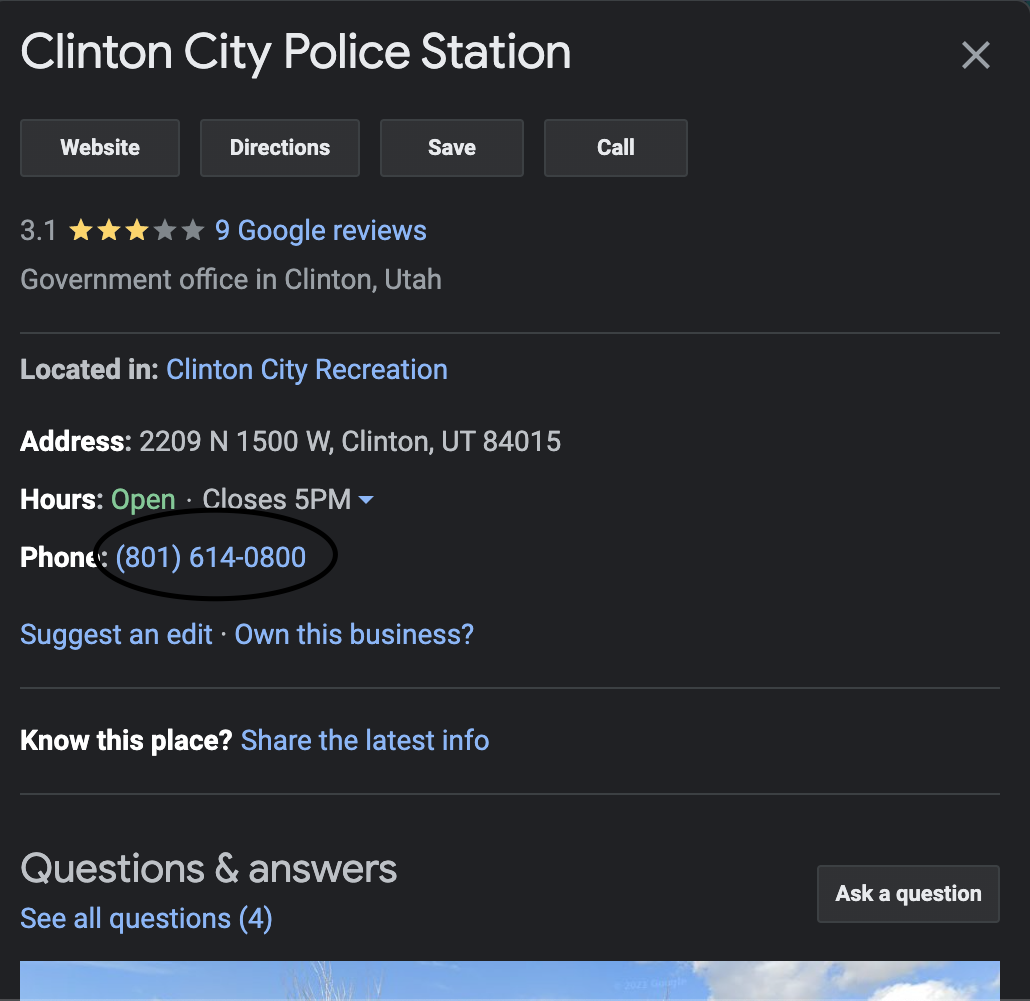 Clinton City Police Station
Website Directions Save Call
3.1 9 Google reviews
Government office in Clinton, Utah
Located in: Clinton City Recreation
Address: 2209 N 1500 W, Clinton, UT 84015
Hours: Open · Closes 5PM
Phone: (801) 614-0800
Suggest an edit · Own this business?
Know this place? Share the latest info
Questions & answers
Ask a question
See all questions (4)
© 2023 Google